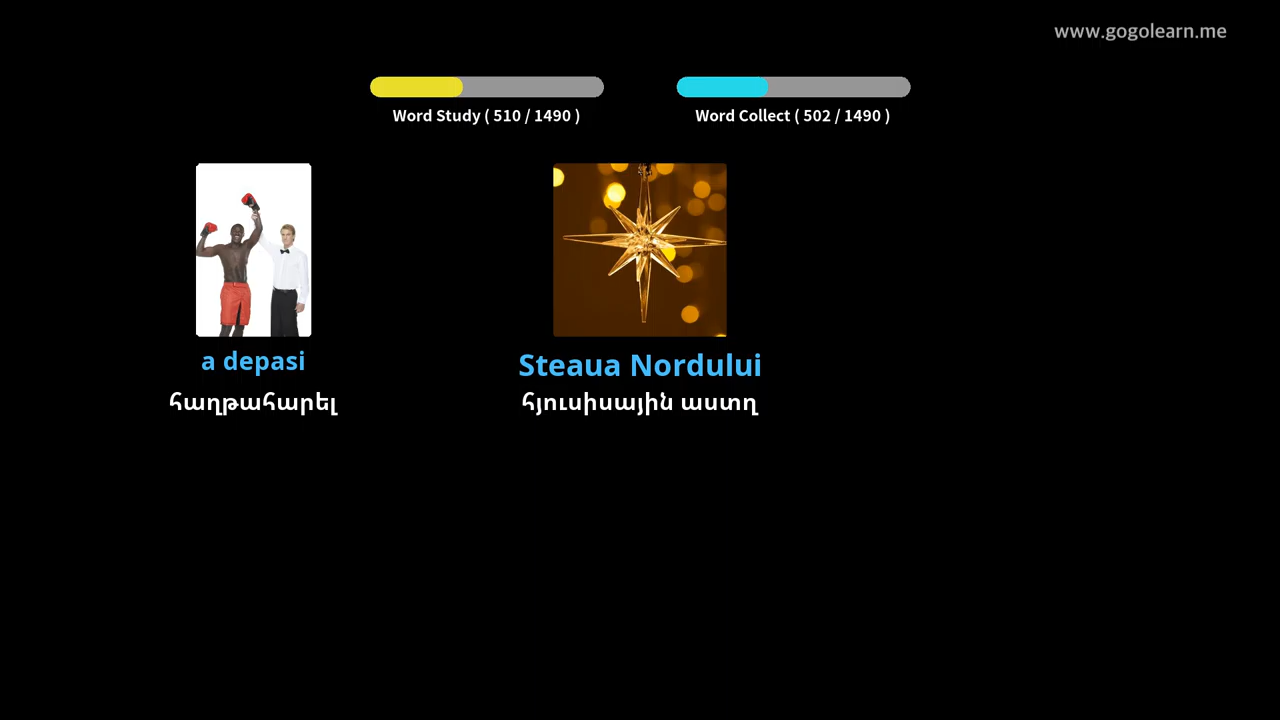 www.gogolearn.me
Word Study ( 510 / 1490 )
Word Collect ( 502 / 1490 )
a depasi
հաղթահարել
Steaua Nordului
հյուսիսային աստղ